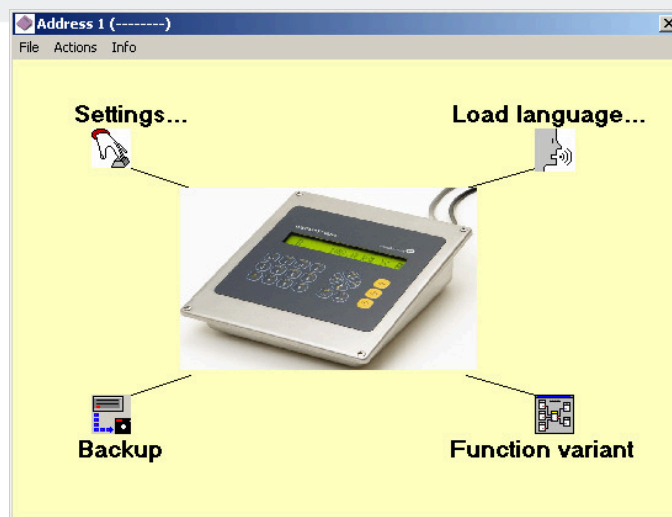 Address 1 (--------)
File Actions Info
Settings...
Load language...
Backup
Function variant